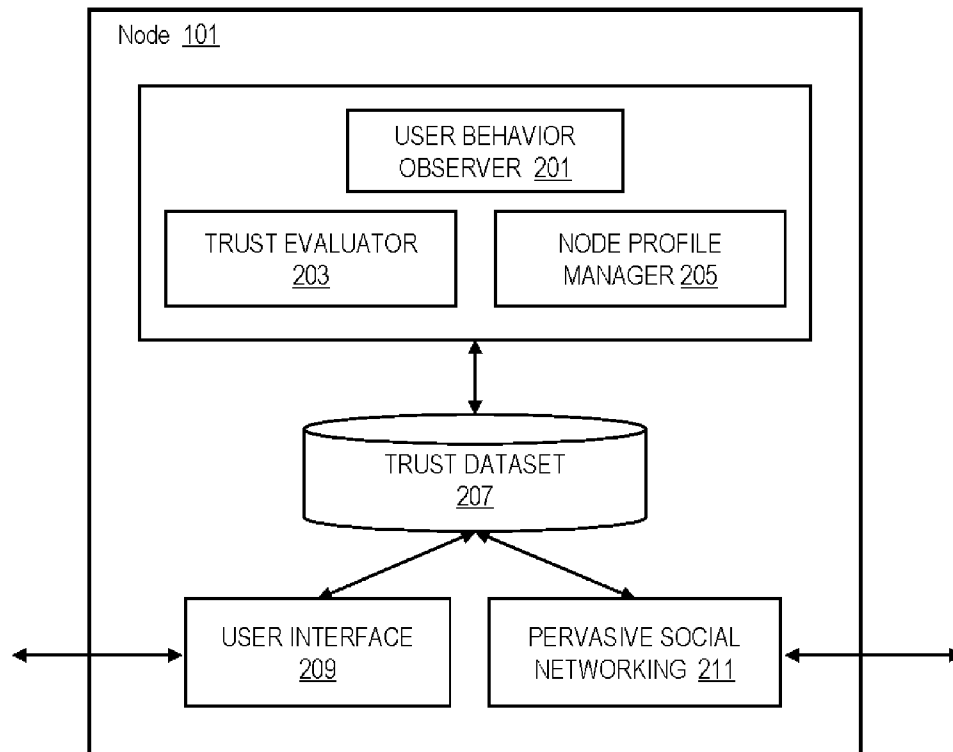 Node 101
USER BEHAVIOR
OBSERVER 201
TRUST EVALUATOR
203
NODE PROFILE
MANAGER 205
TRUST DATASET
207
USER INTERFACE
209
PERVASIVE SOCIAL
NETWORKING 211